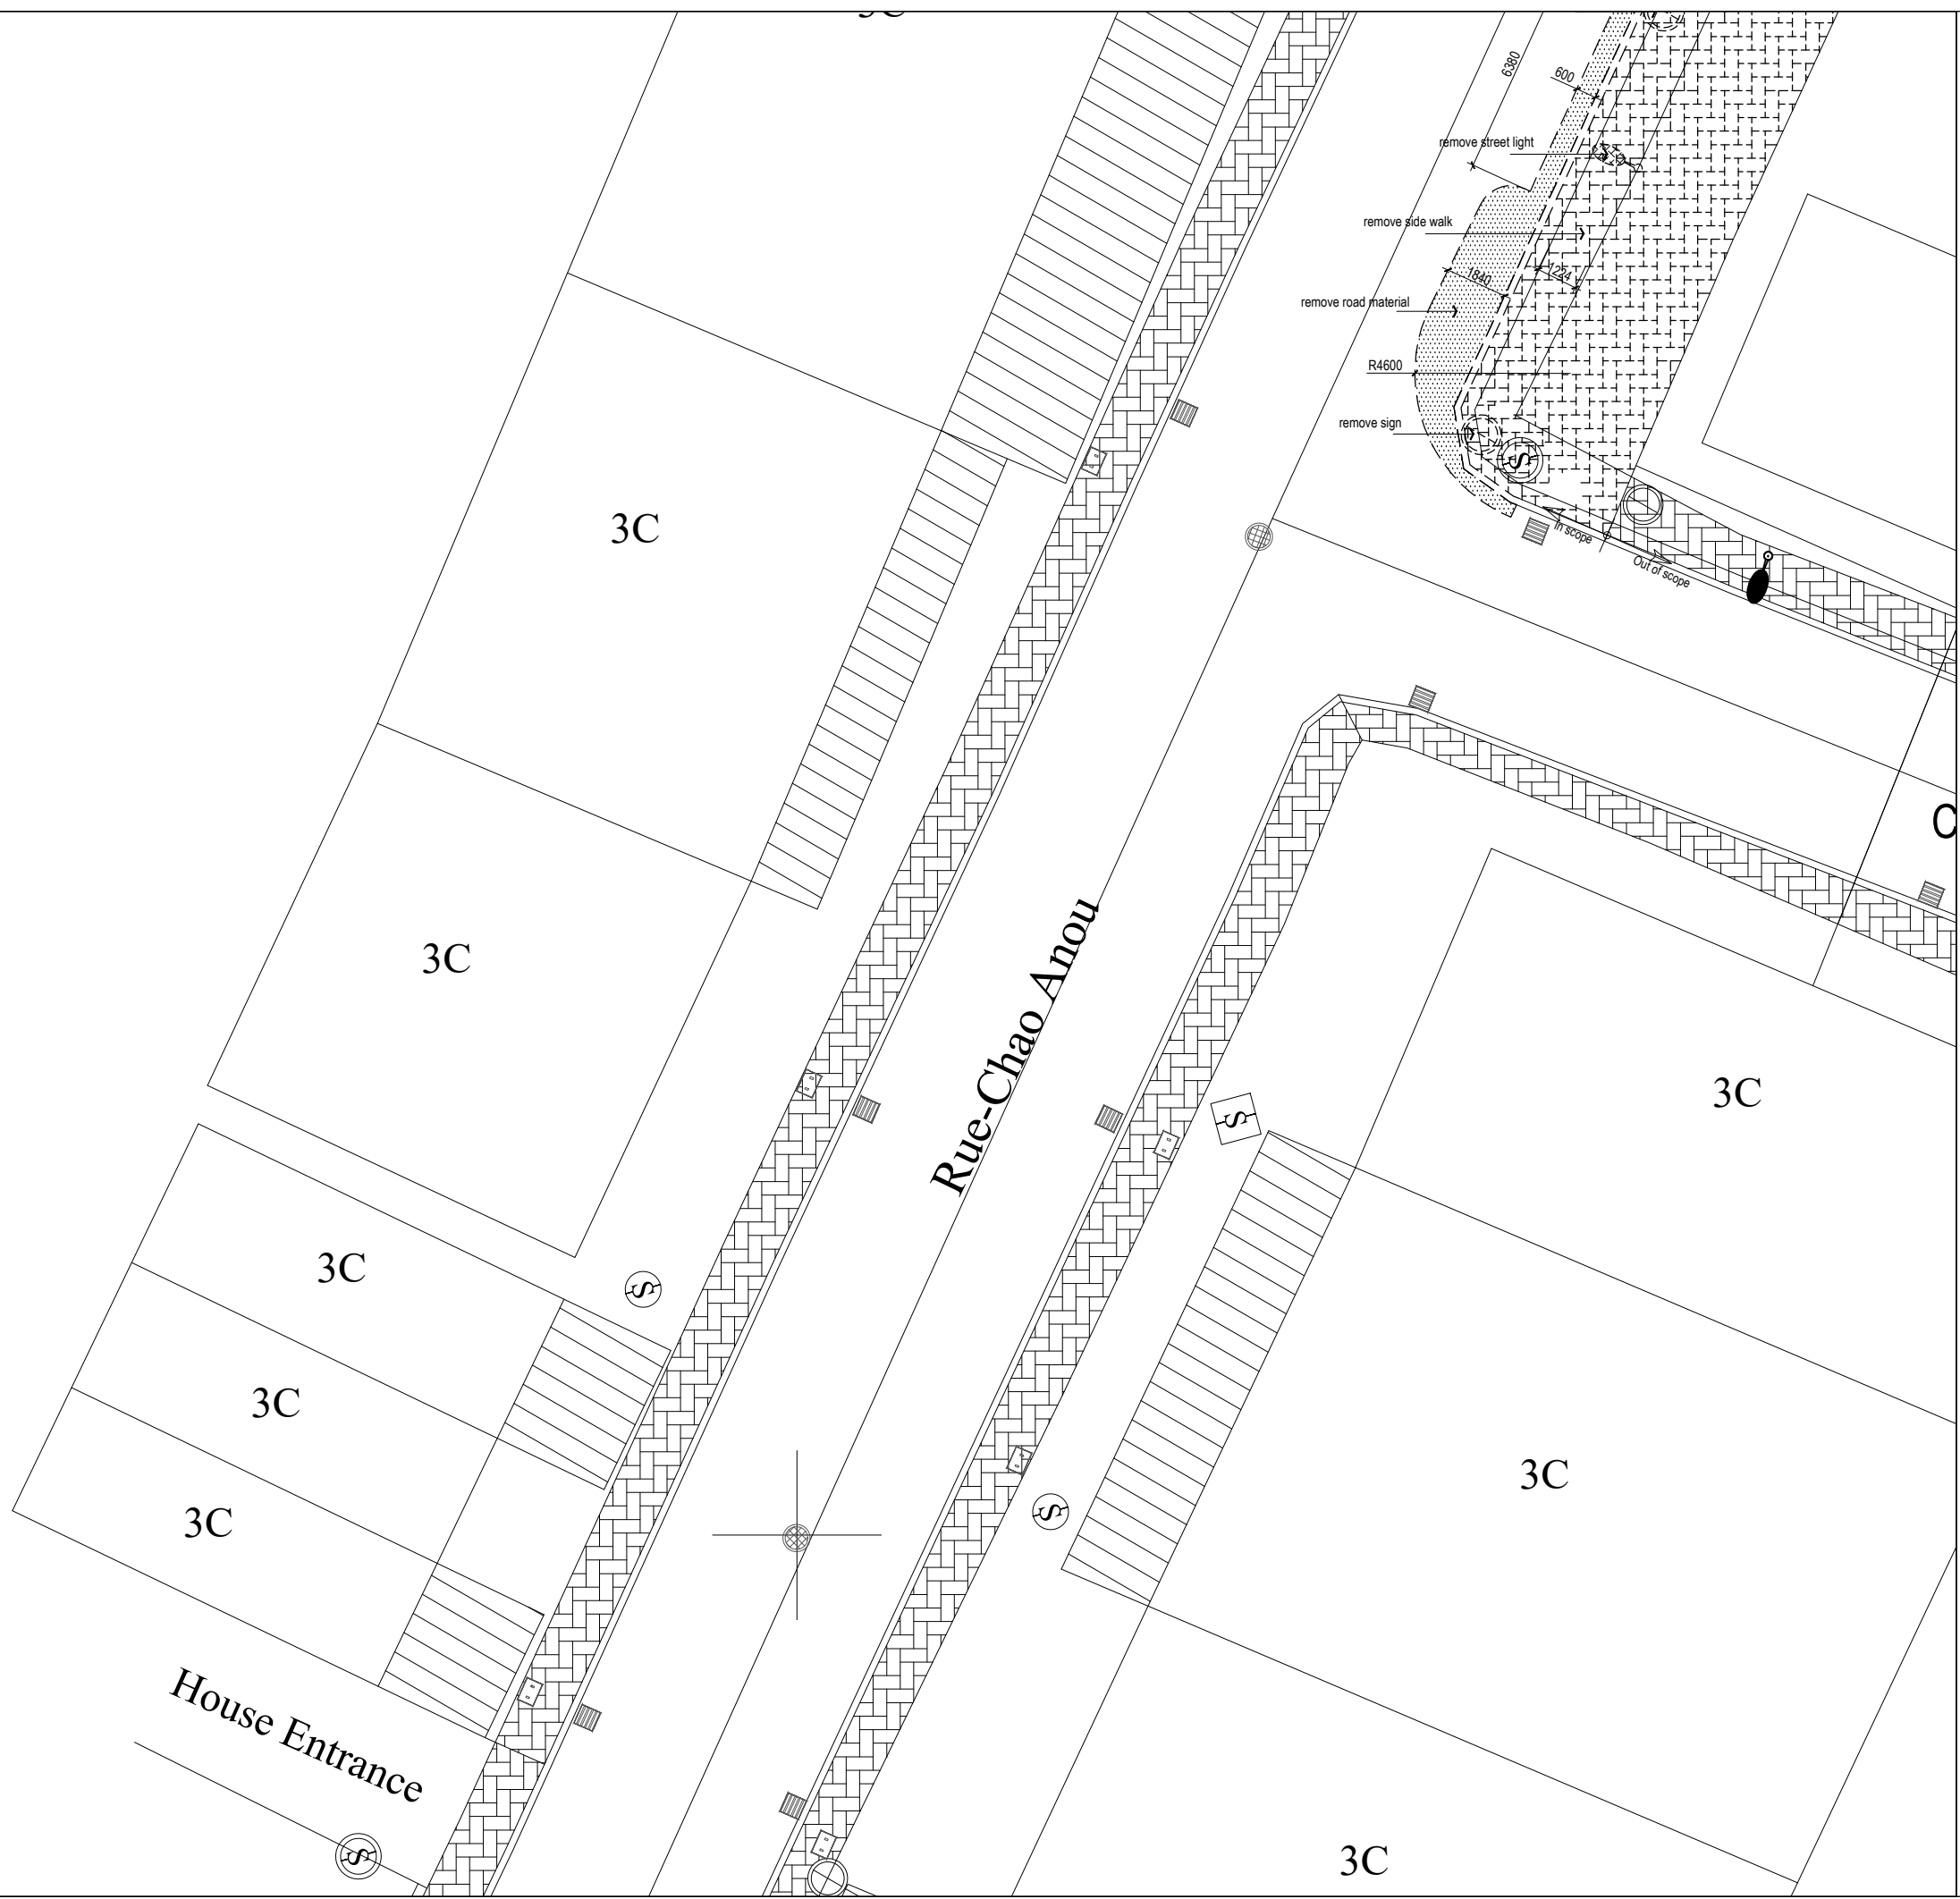 3C
6380
600
remove street light
remove side walk
1840
1224
remove road material
R4600
remove sign
S
In scope
Out of scope
3C
C
3C
Rue-Chao Anou
3C
S
3C
S
3C
3C
S
3C
House Entrance
S
3C